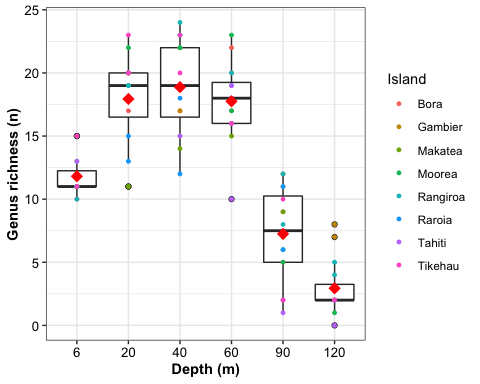 25
20
15
10
5
0
Genus richness (n)
6 20 40 60 90 120
Depth (m)
Island
Bora
Gambier
Makatea
Moorea
Rangiroa
Raroia
Tahiti
Tikehau